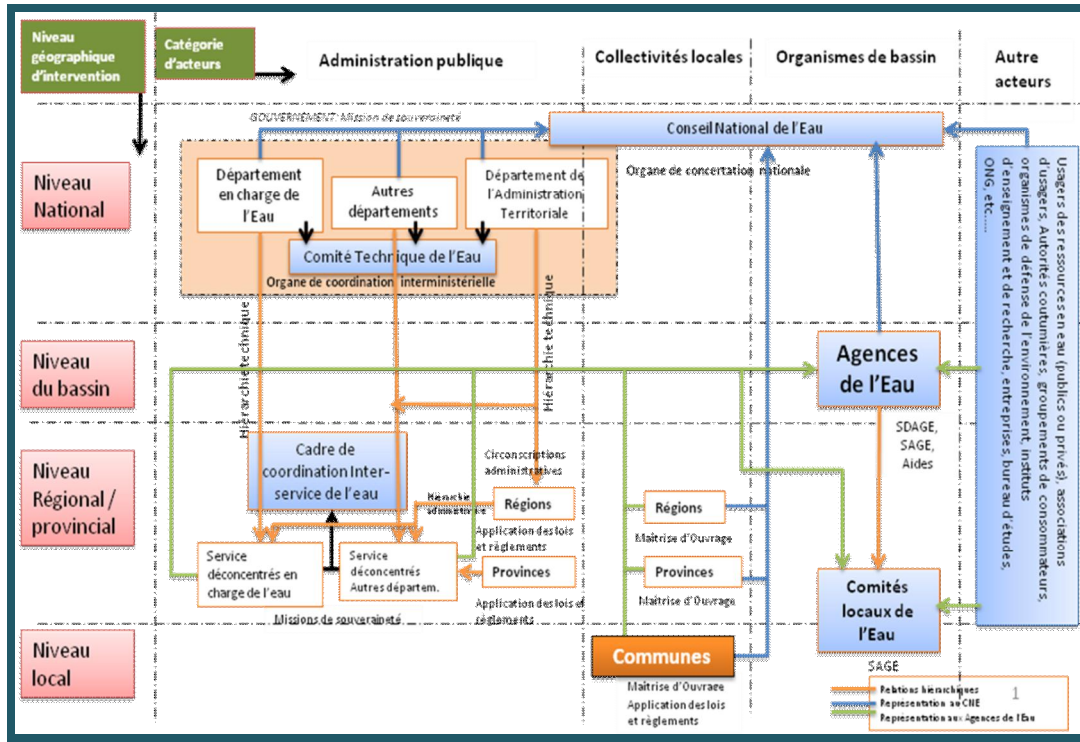 Niveau
géographique
d'intervention
Catégorie
d'acteurs
Administration publique
Collectivités locales
Organismes de bassin
Autre
acteurs
GOUVERNEMENT: Mission de souveraineté
Conseil National de l'Eau
Organe de concertation nationale
Niveau
National
Département
en charge de
l'Eau
Autres
départements
Département de
l'Administration
Territoriale
Comité Technique de l'Eau
Organe de coordination interministérielle
Usagers des ressources en eau (publics ou privés), associations
d'usagers, Autorités coutumières, groupements de consommateurs,
organismes de défense de l'environnement, instituts
d'enseignement et de recherche, entreprises, bureau d'études,
ONG, etc.....
Hiérarchie technique
Hiérarchie technique
Niveau
du bassin
Agences
de l'Eau
SDAGE,
SAGE,
Aides
Niveau
Régional /
provincial
Cadre de
coordination Inter-
service de l'eau
Circonscriptions
administratives
Hiérarchie
administrative
Régions
Application des lois
et règlements
Régions
Maîtrise d'Ouvrage
Service
déconcentrés en
charge de l'eau
Service
déconcentrés
Autres départem.
Provinces
Application des lois et
règlements
Provinces
Maîtrise d'Ouvrage
Missions de souveraineté
Comités
locaux de
l'Eau
SAGE
Niveau
local
Communes
Maîtrise d'Ouvrage
Application des lois
et règlements
Relations hiérarchiques
1
Représentation au CNE
Représentation aux Agences de l'Eau